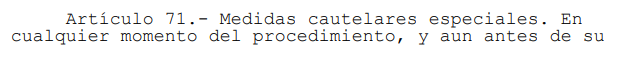 Artículo 71.- Medidas cautelares especiales. En
cualquier momento del procedimiento, y aun antes de su